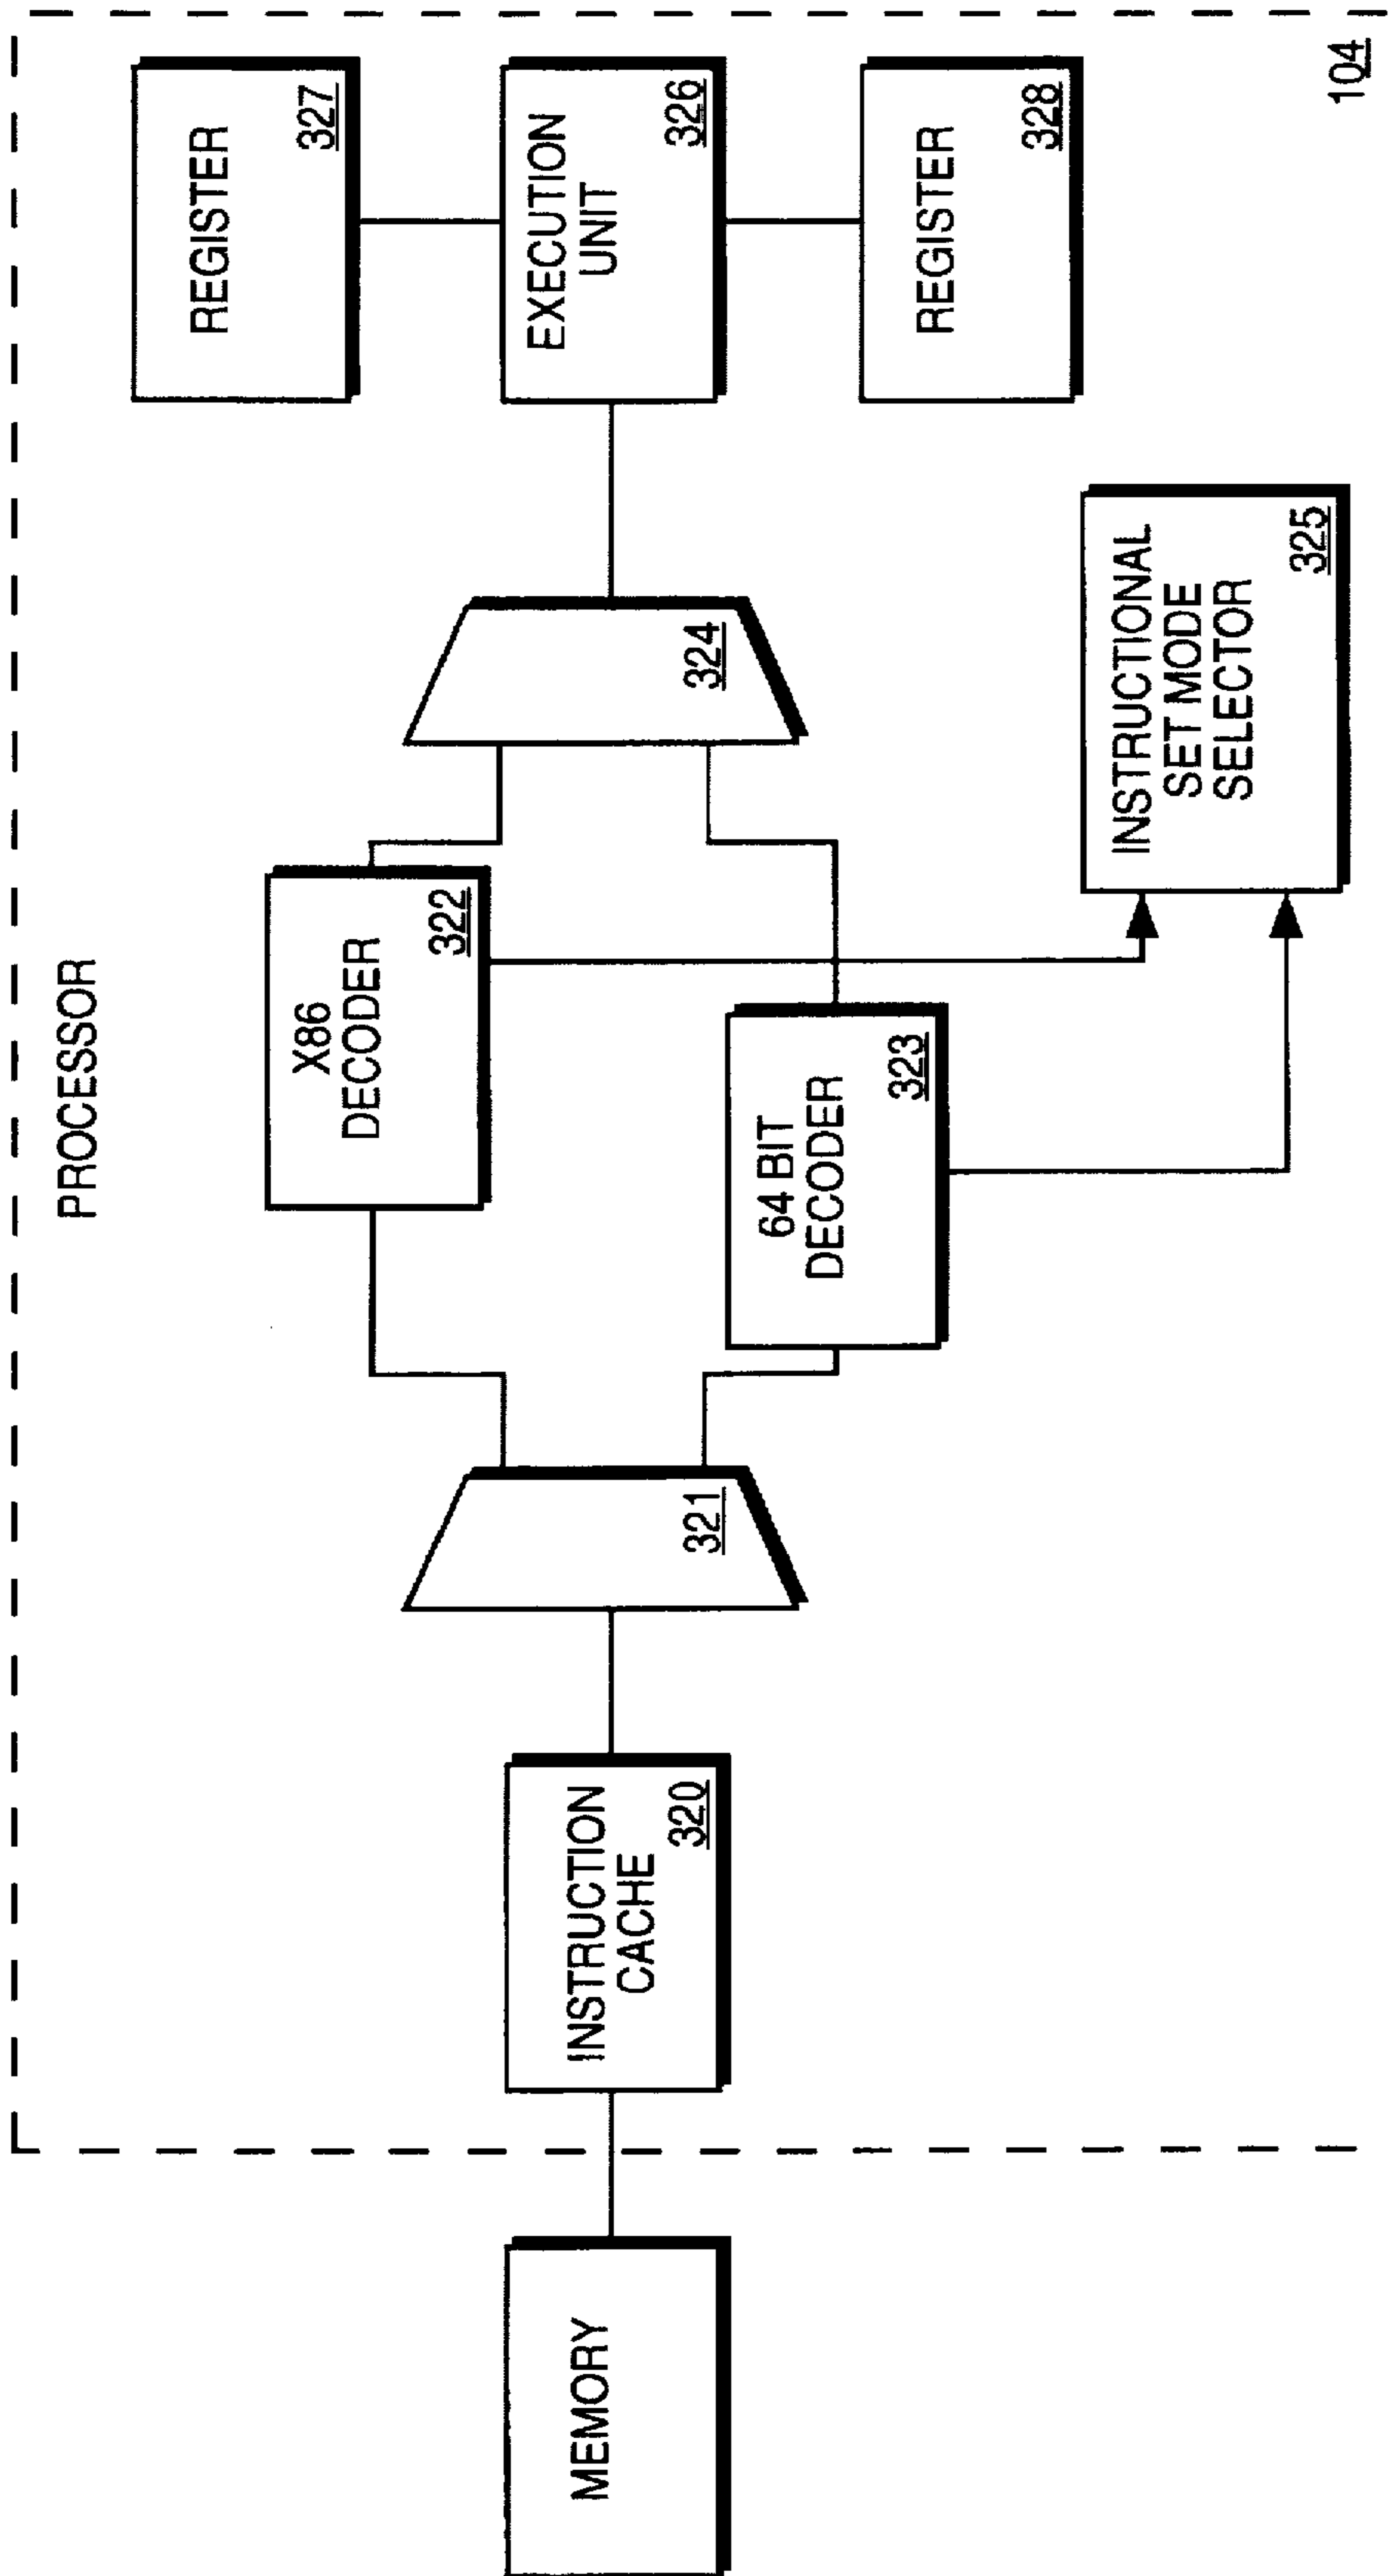 PROCESSOR
MEMORY
INSTRUCTION
CACHE
320
321
X86
DECODER
322
64 BIT
DECODER
323
324
INSTRUCTIONAL
SET MODE
SELECTOR
325
REGISTER
327
EXECUTION
UNIT
326
REGISTER
328
104